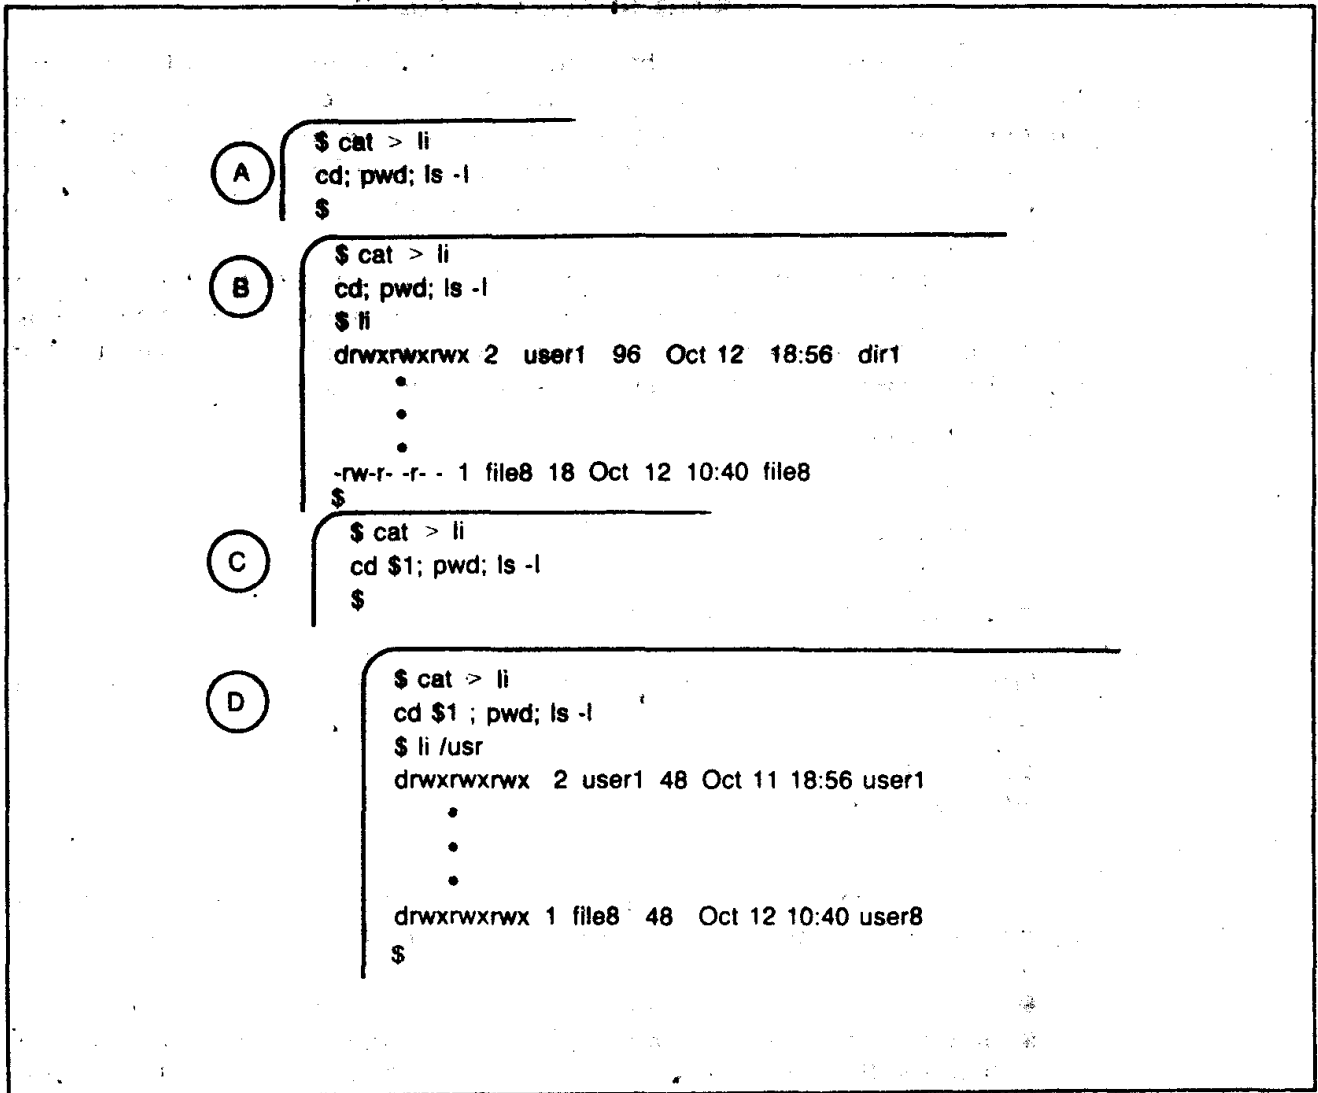 A
$ cat > li
cd; pwd; ls -l
$
B
$ cat > li
cd; pwd; ls -l
$ li
drwxrwxrwx 2 user1 96 Oct 12 18:56 dir1
-rw-r- -r- - 1 file8 18 Oct 12 10:40 file8
$
C
$ cat > li
cd $1; pwd; ls -l
$
D
$ cat > li
cd $1 ; pwd; ls -l
$ li /usr
drwxrwxrwx 2 user1 48 Oct 11 18:56 user1
drwxrwxrwx 1 file8 48 Oct 12 10:40 user8
$